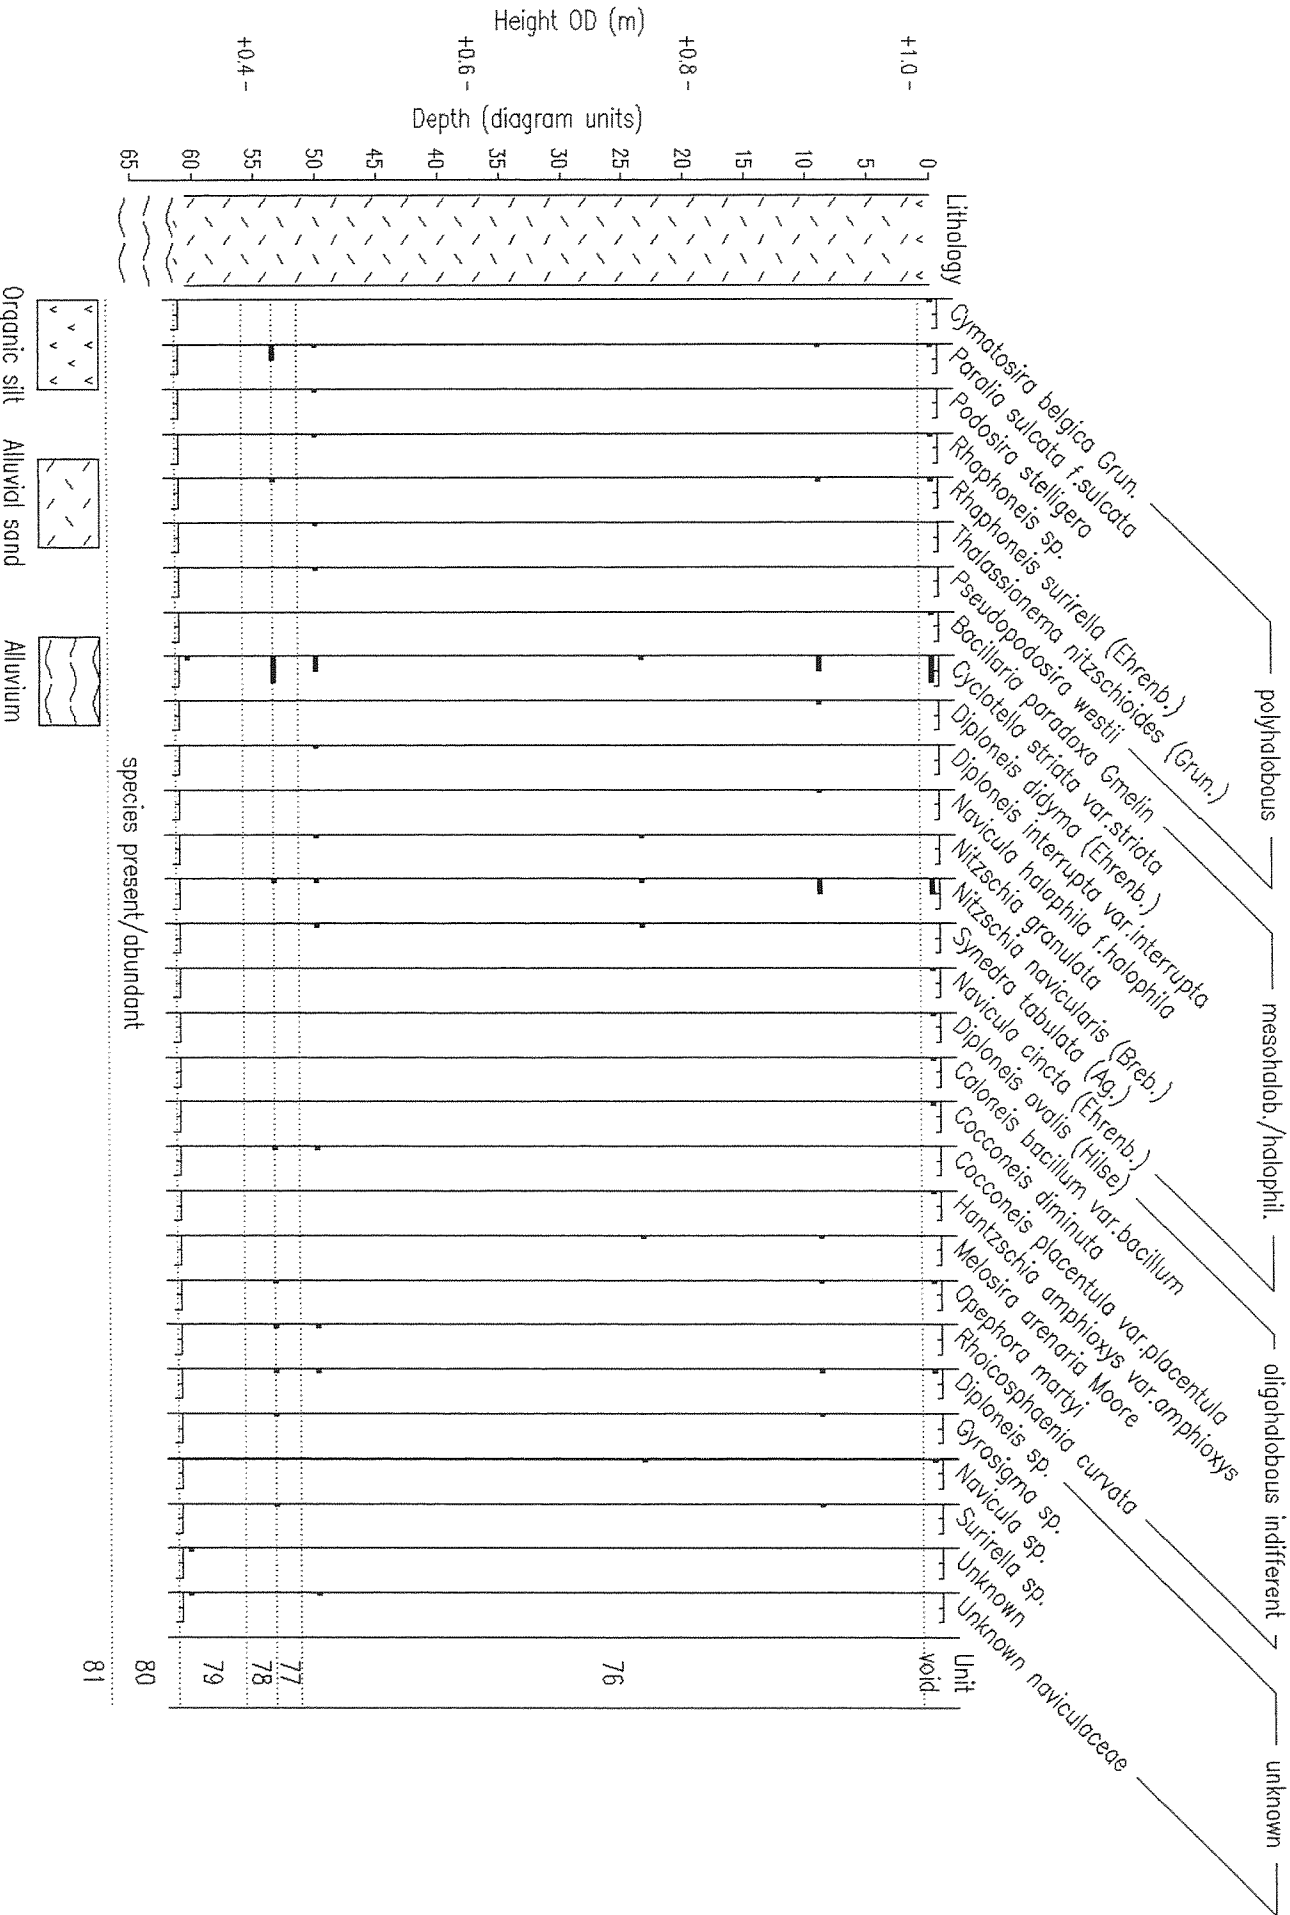 polyhalobous
mesohalob./halophil.
oligohalobous indifferent
unknown
Cymatosira belgica Grun.
Paralia sulcata f.sulcata
Podosira stelligera
Rhaphoneis sp.
Rhaphoneis surirella (Ehrenb.)
Thalassionema nitzschioides (Grun.)
Pseudopodosira westii
Bacillaria paradoxa Gmelin
Cyclotella striata var.striata
Diploneis didyma (Ehrenb.)
Diploneis interrupta var.interrupta
Navicula halophila f.halophila
Nitzschia granulata
Nitzschia navicularis (Breb.)
Synedra tabulata (Ag.)
Navicula cincta (Ehrenb.)
Diploneis ovalis (Hilse)
Caloneis bacillum var.bacillum
Cocconeis diminuta
Cocconeis placentula var.placentula
Hantzschia amphioxys var.amphioxys
Melosira arenaria Moore
Opephora martyi
Rhoicosphaenia curvata
Diploneis sp.
Gyrosigma sp.
Navicula sp.
Surirella sp.
Unknown
Unknown naviculaceae
Lithology
Unit
Height OD (m)
+1.0
+0.8
+0.6
+0.4
Depth (diagram units)
0
5
10
15
20
25
30
35
40
45
50
55
60
65
void
76
77
78
79
80
81
species present/abundant
Organic silt
Alluvial sand
Alluvium